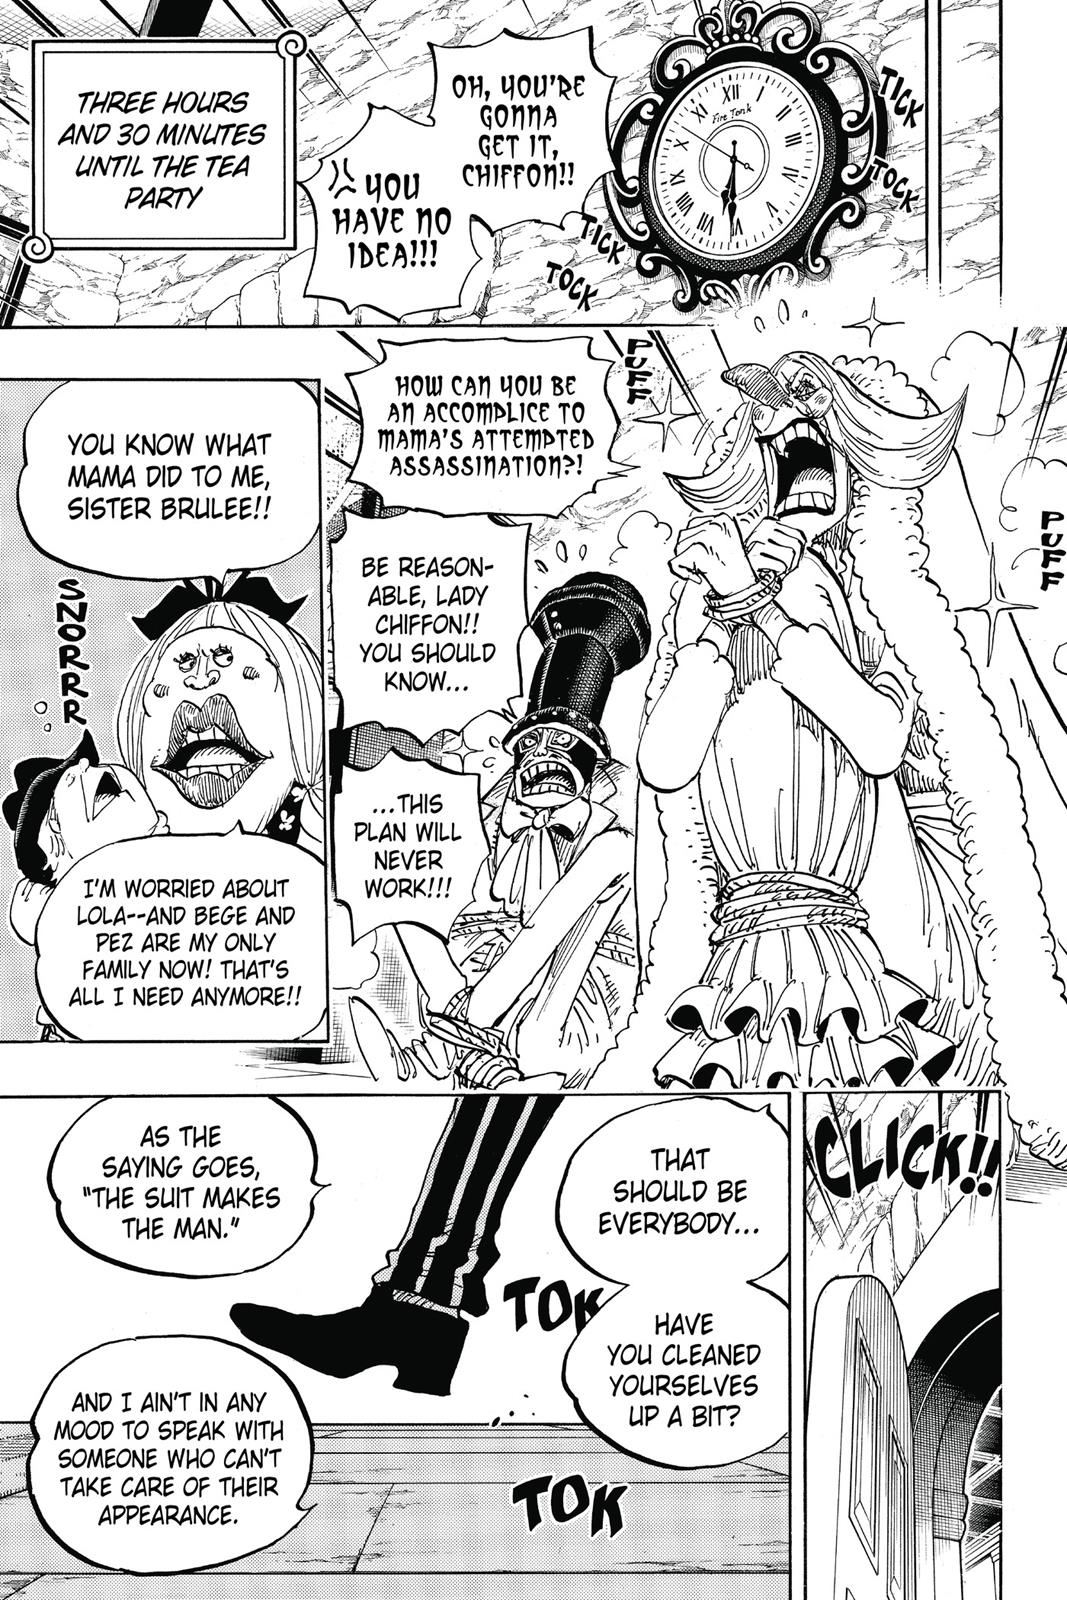 THREE HOURS
AND 30 MINUTES
UNTIL THE TEA
PARTY
OH, YOU'RE
GONNA
GET IT,
CHIFFON!!
YOU
HAVE NO
IDEA!!!
XII
Fire Tank
TICK
TOCK
TICK
TOCK
PUFF
PUFF
HOW CAN YOU BE
AN ACCOMPLICE TO
MAMA'S ATTEMPTED
ASSASSINATION?!
BE REASON-
ABLE, LADY
CHIFFON!!
YOU SHOULD
KNOW...
...THIS
PLAN WILL
NEVER
WORK!!!
YOU KNOW WHAT
MAMA DID TO ME,
SISTER BRULEE!!
SNORRR
I'M WORRIED ABOUT
LOLA--AND BEGE AND
PEZ ARE MY ONLY
FAMILY NOW! THAT'S
ALL I NEED ANYMORE!!
CLICK!!
THAT
SHOULD BE
EVERYBODY...
HAVE
YOU CLEANED
YOURSELVES
UP A BIT?
TOK
TOK
AS THE
SAYING GOES,
"THE SUIT MAKES
THE MAN."
AND I AIN'T IN ANY
MOOD TO SPEAK WITH
SOMEONE WHO CAN'T
TAKE CARE OF THEIR
APPEARANCE.